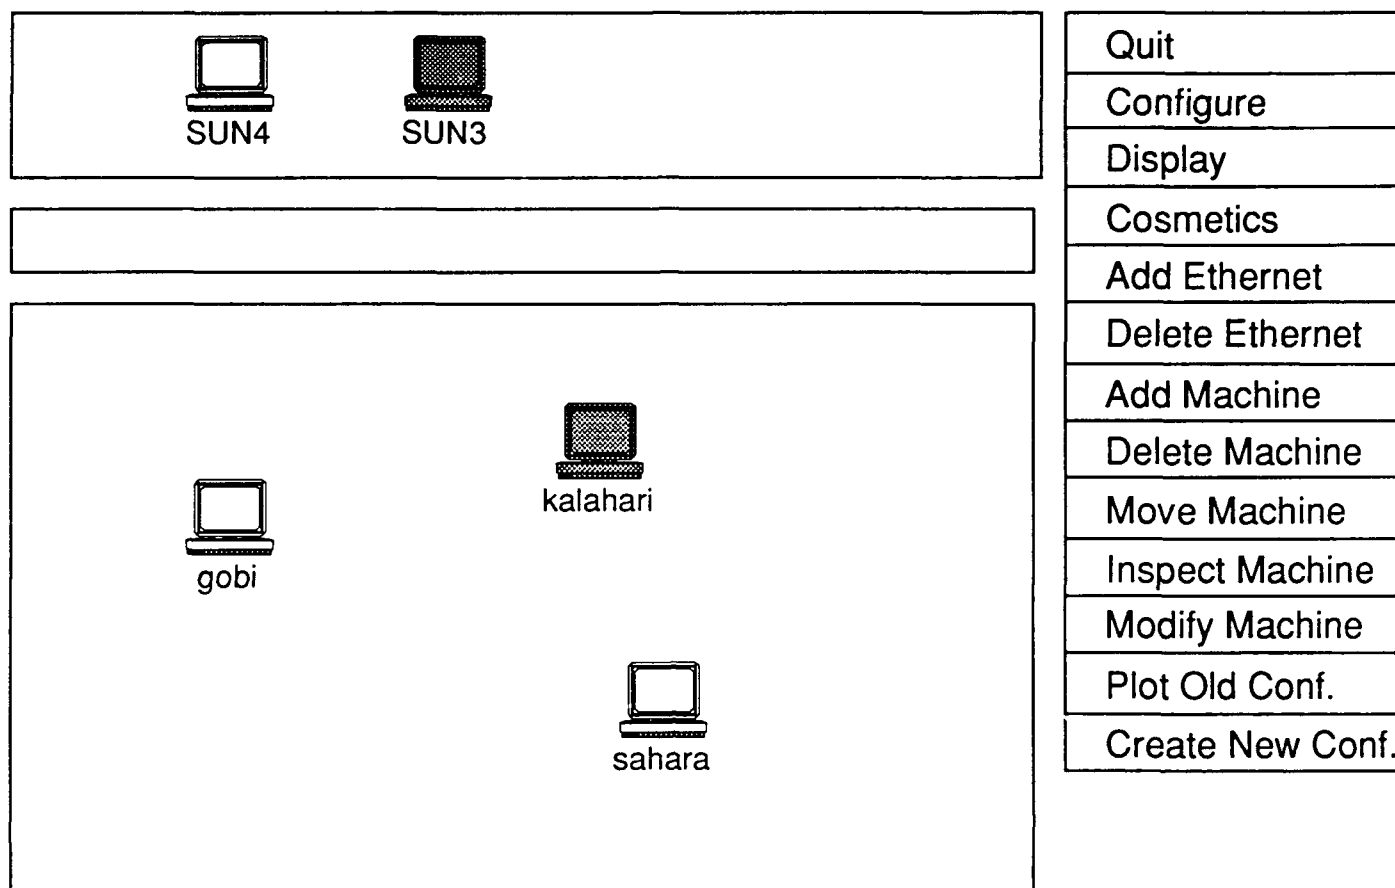 SUN4
SUN3
kalahari
gobi
sahara
Quit
Configure
Display
Cosmetics
Add Ethernet
Delete Ethernet
Add Machine
Delete Machine
Move Machine
Inspect Machine
Modify Machine
Plot Old Conf.
Create New Conf.